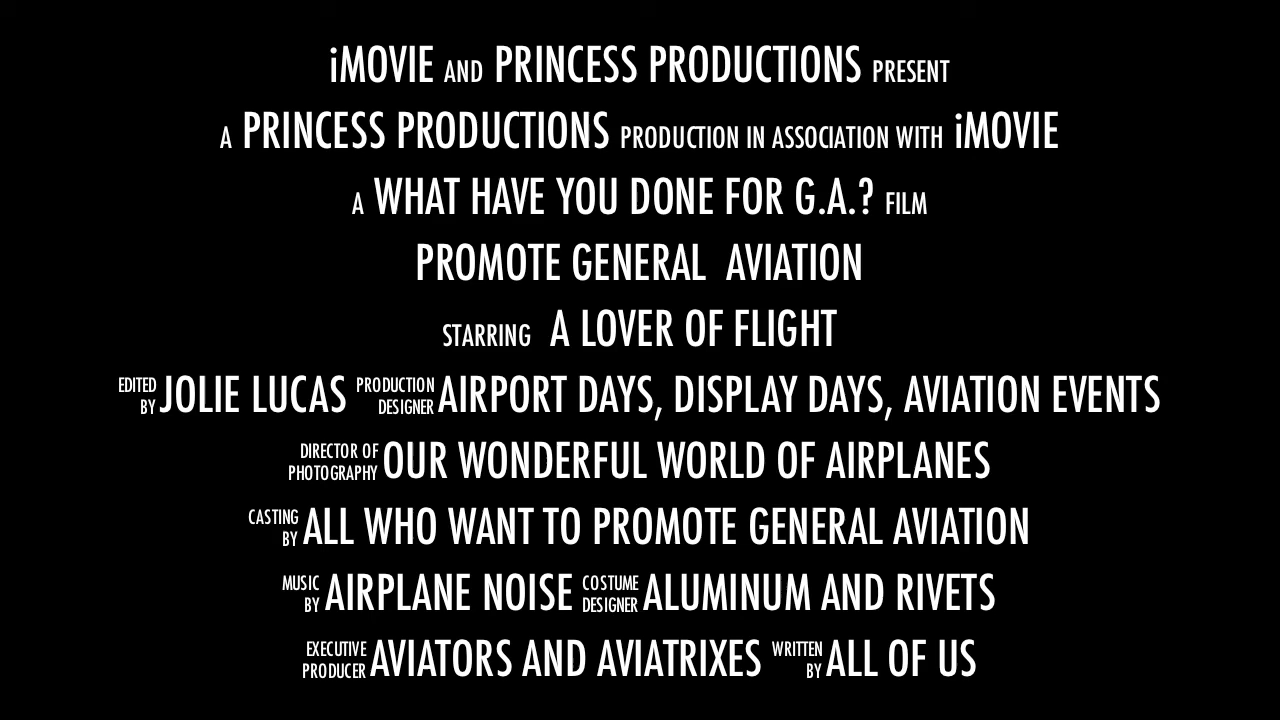 iMOVIE AND PRINCESS PRODUCTIONS PRESENT
A PRINCESS PRODUCTIONS PRODUCTION IN ASSOCIATION WITH iMOVIE
A WHAT HAVE YOU DONE FOR G.A.? FILM
PROMOTE GENERAL AVIATION
STARRING A LOVER OF FLIGHT
EDITED BY JOLIE LUCAS PRODUCTION DESIGNER AIRPORT DAYS, DISPLAY DAYS, AVIATION EVENTS
DIRECTOR OF PHOTOGRAPHY OUR WONDERFUL WORLD OF AIRPLANES
CASTING BY ALL WHO WANT TO PROMOTE GENERAL AVIATION
MUSIC BY AIRPLANE NOISE COSTUME DESIGNER ALUMINUM AND RIVETS
EXECUTIVE PRODUCER AVIATORS AND AVIATRIXES WRITTEN BY ALL OF US